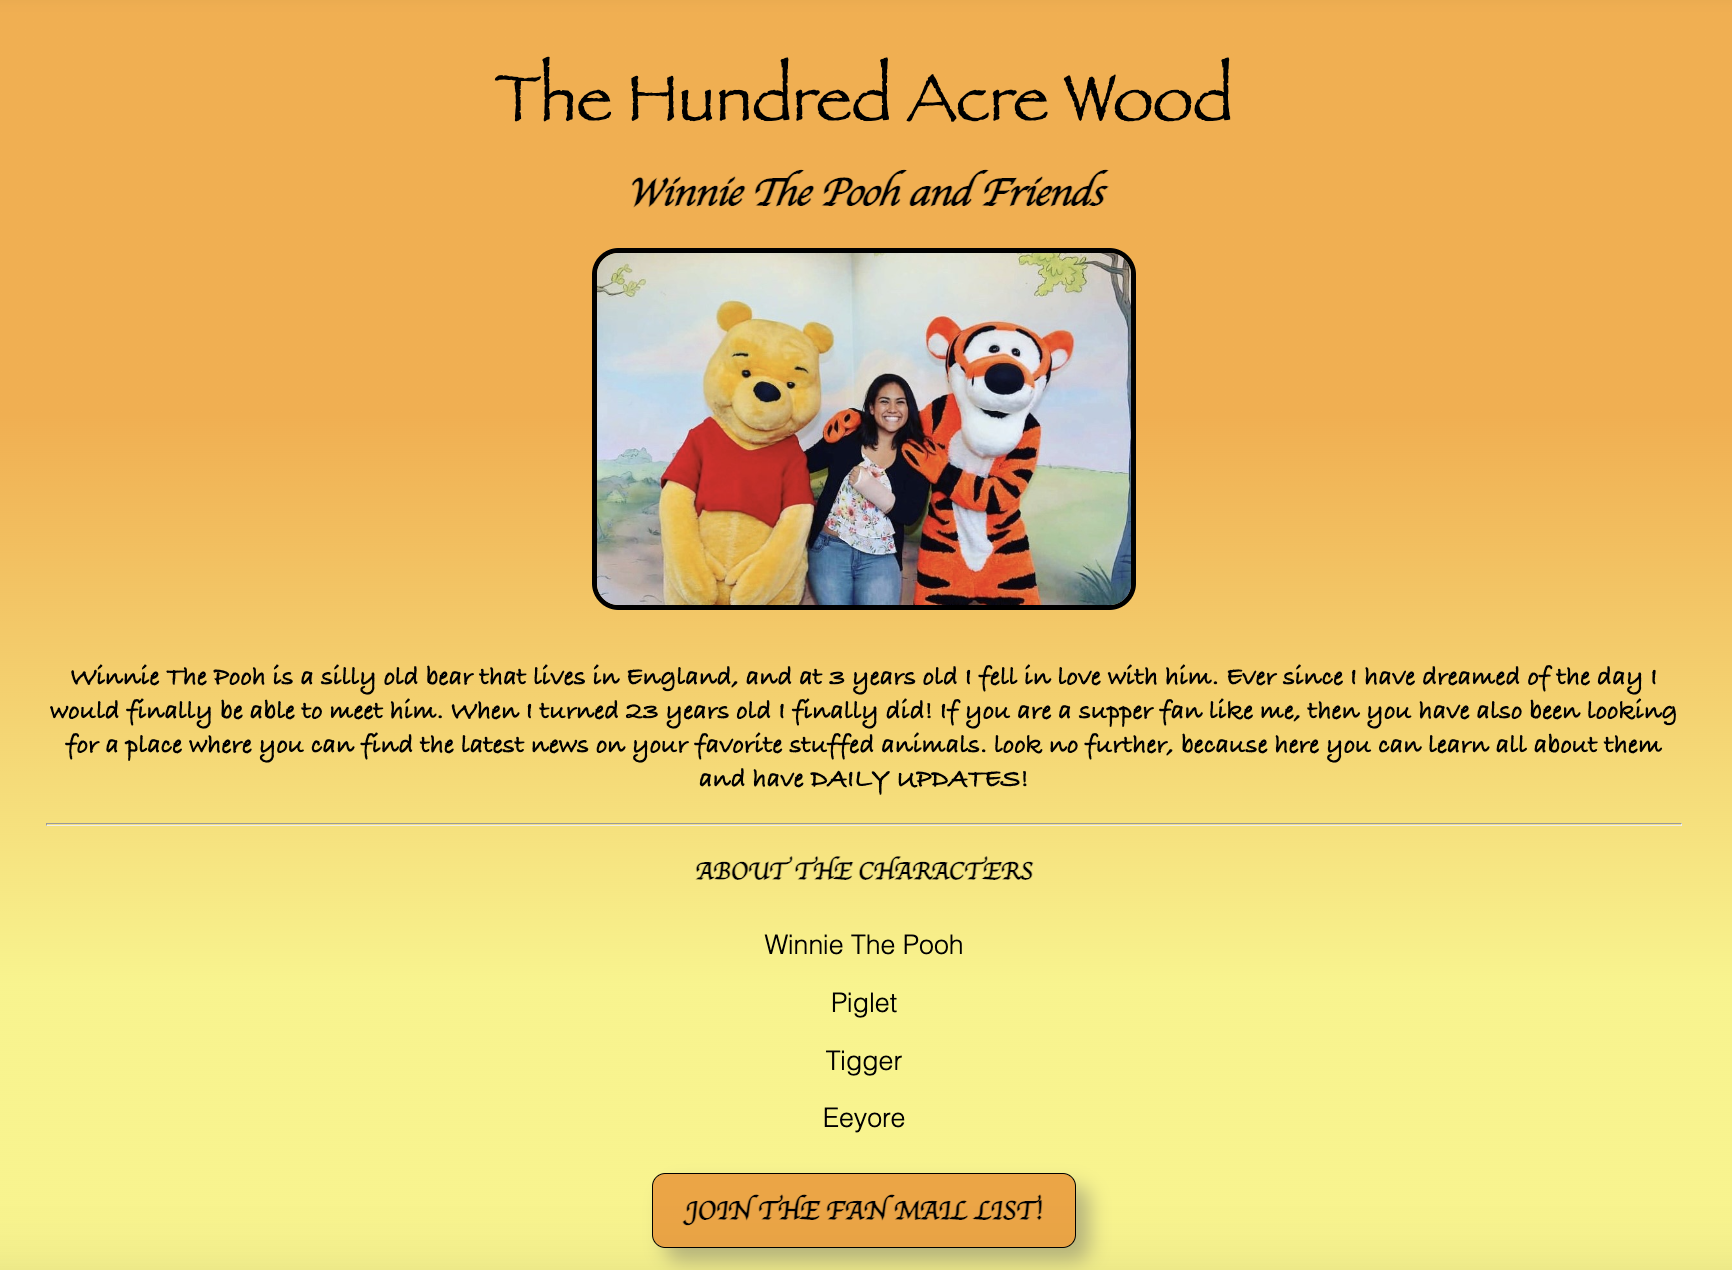 The Hundred Acre Wood
Winnie The Pooh and Friends
Winnie The Pooh is a silly old bear that lives in England, and at 3 years old I fell in love with him. Ever since I have dreamed of the day I
would finally be able to meet him. When I turned 23 years old I finally did! If you are a supper fan like me, then you have also been looking
for a place where you can find the latest news on your favorite stuffed animals. look no further, because here you can learn all about them
and have DAILY UPDATES!
ABOUT THE CHARACTERS
Winnie The Pooh
Piglet
Tigger
Eeyore
JOIN THE FAN MAIL LIST!